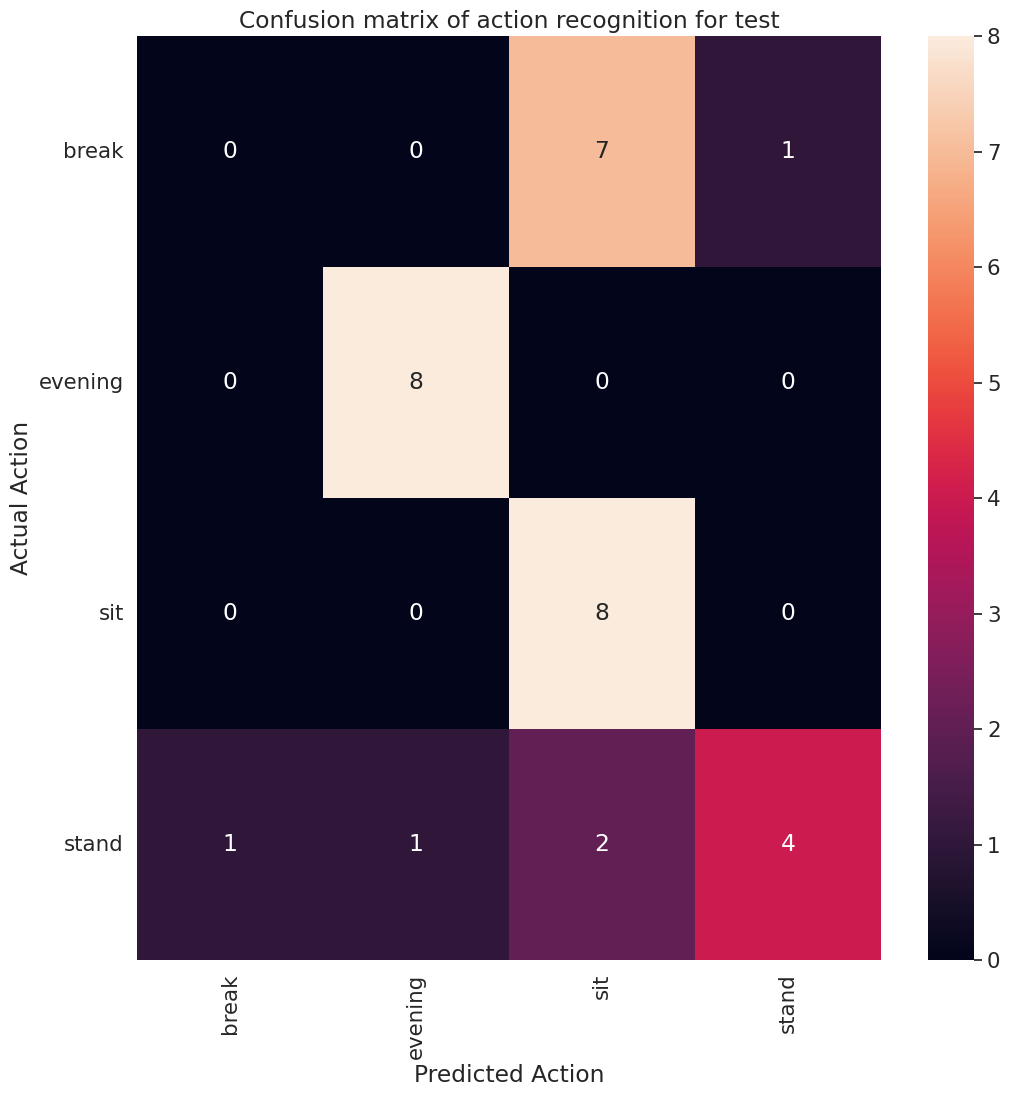 Confusion matrix of action recognition for test
Actual Action
break 0 0 7 1
evening 0 8 0 0
sit 0 0 8 0
stand 1 1 2 4
break evening sit stand
Predicted Action
8
7
6
5
4
3
2
1
0